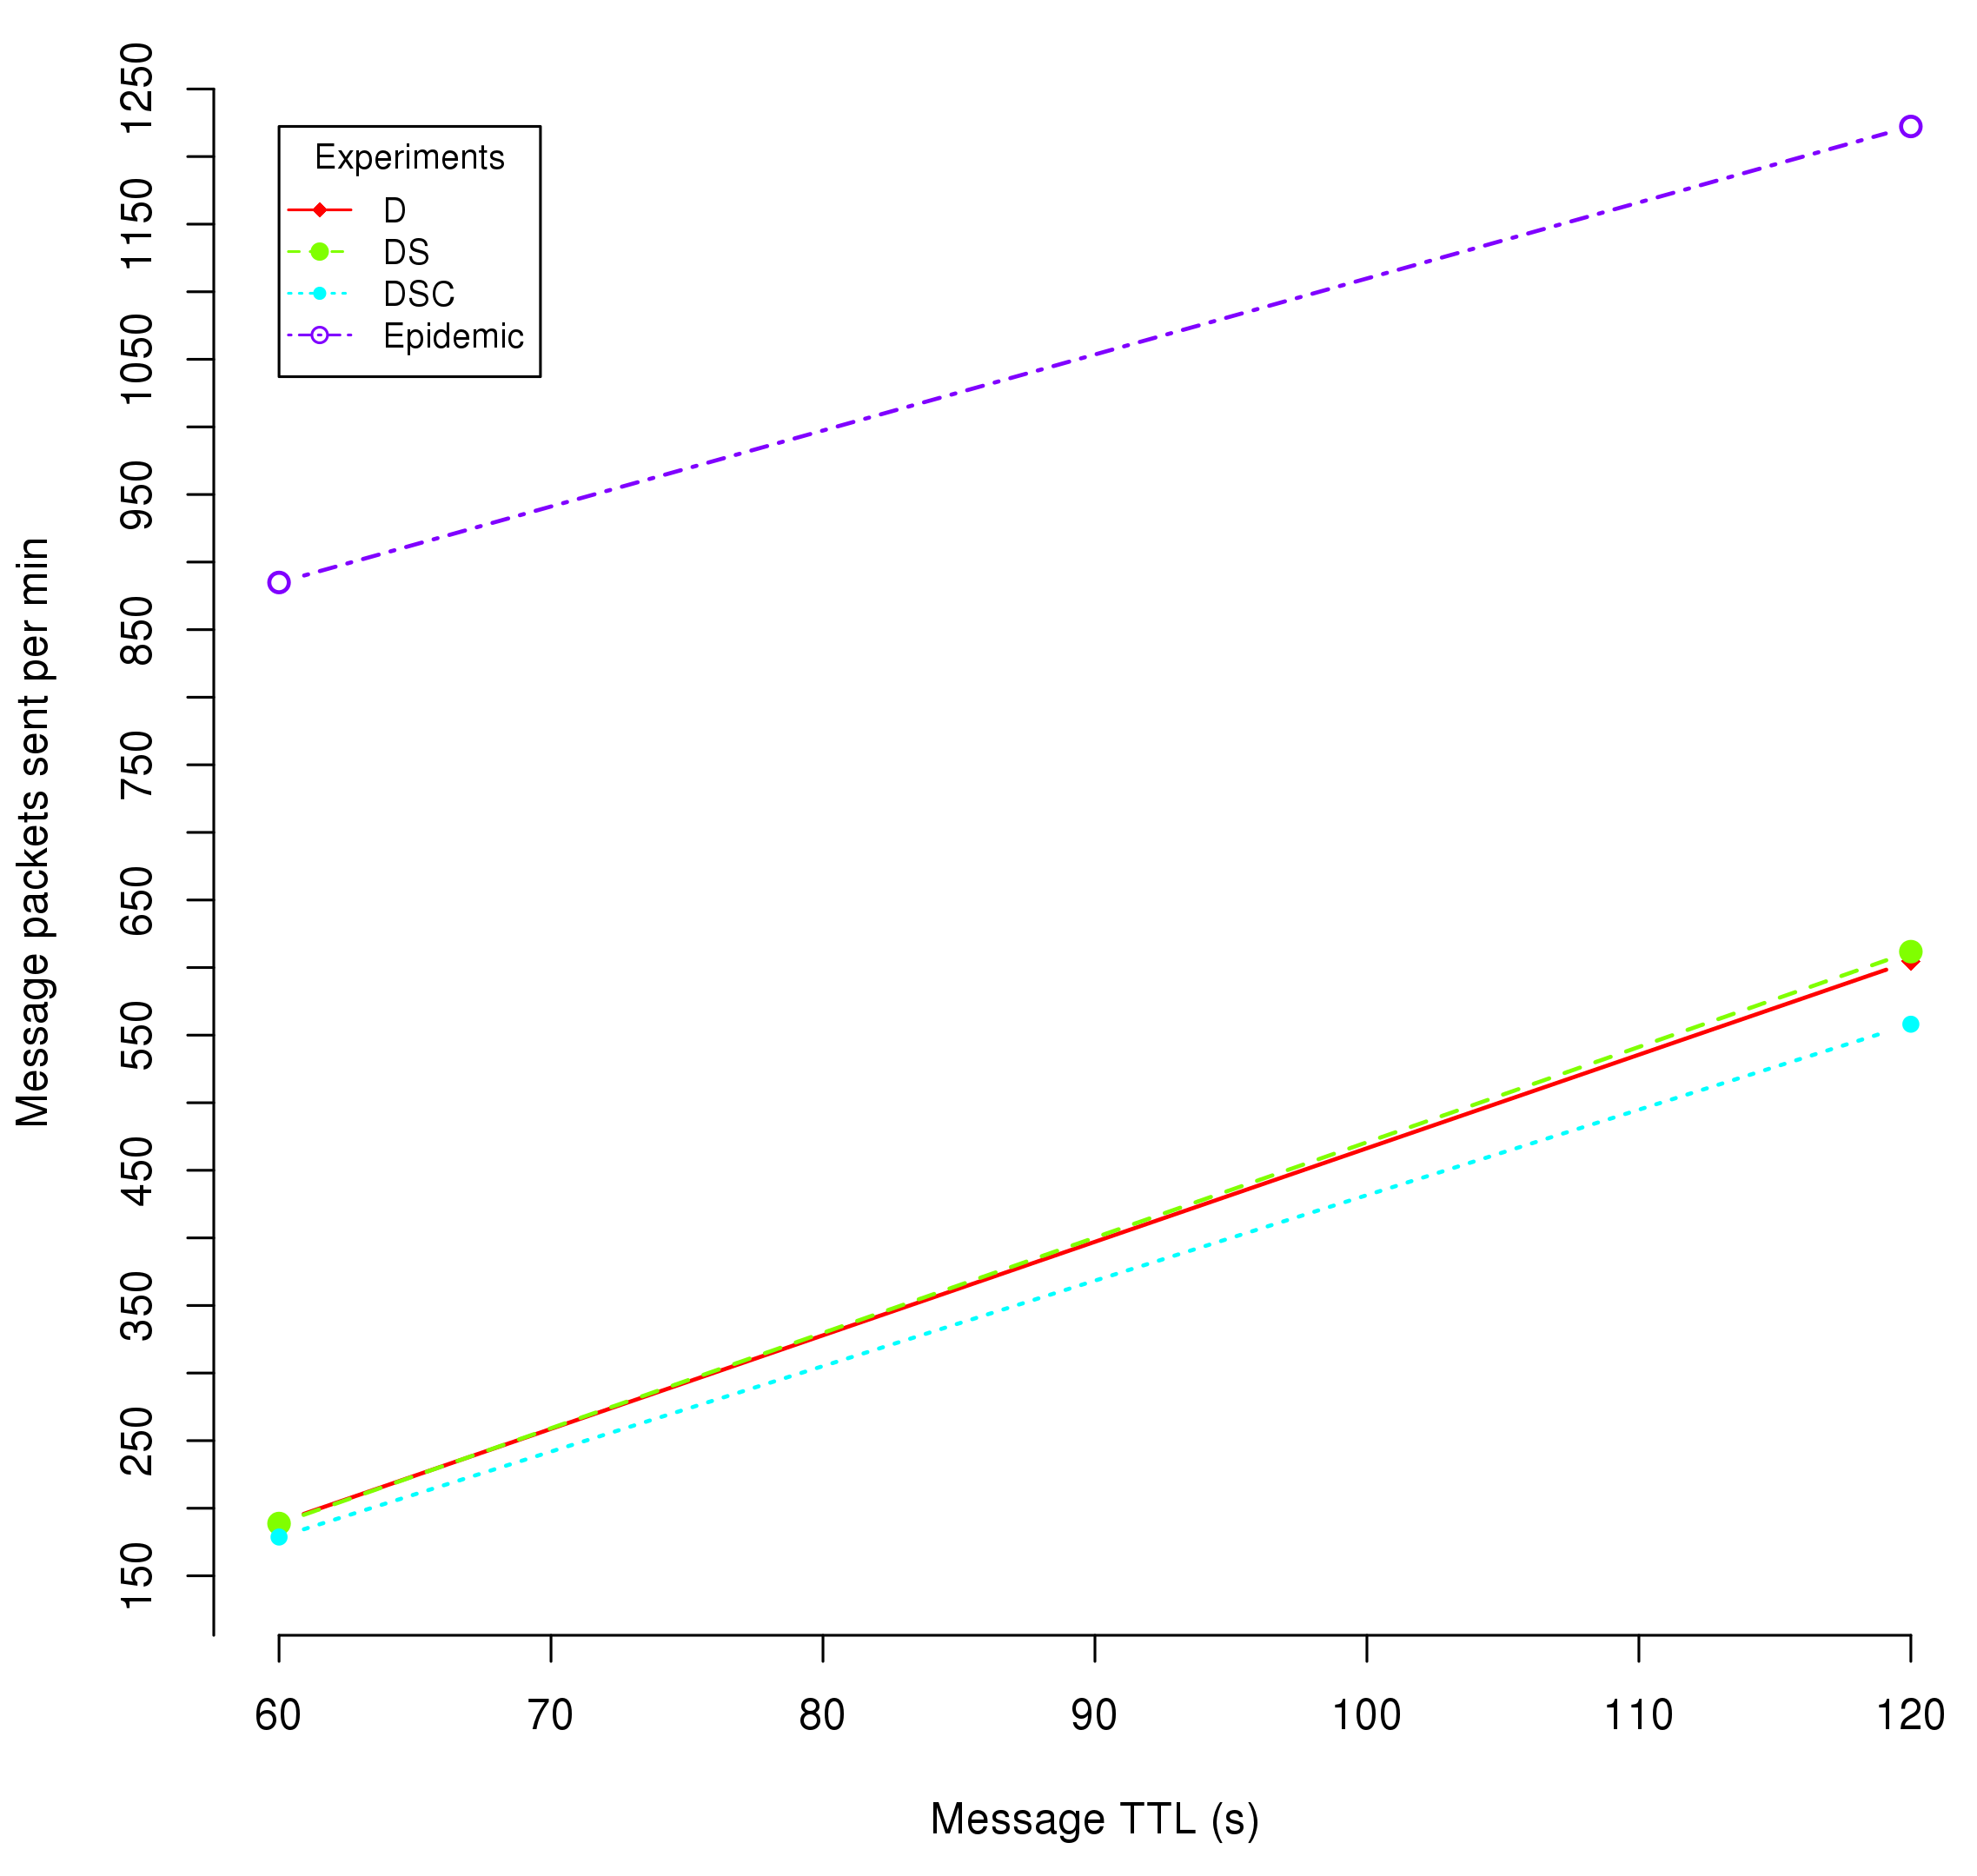 Experiments
D
DS
DSC
Epidemic
Message packets sent per min
1250
1150
1050
950
850
750
650
550
450
350
250
150
60 70 80 90 100 110 120
Message TTL (s)